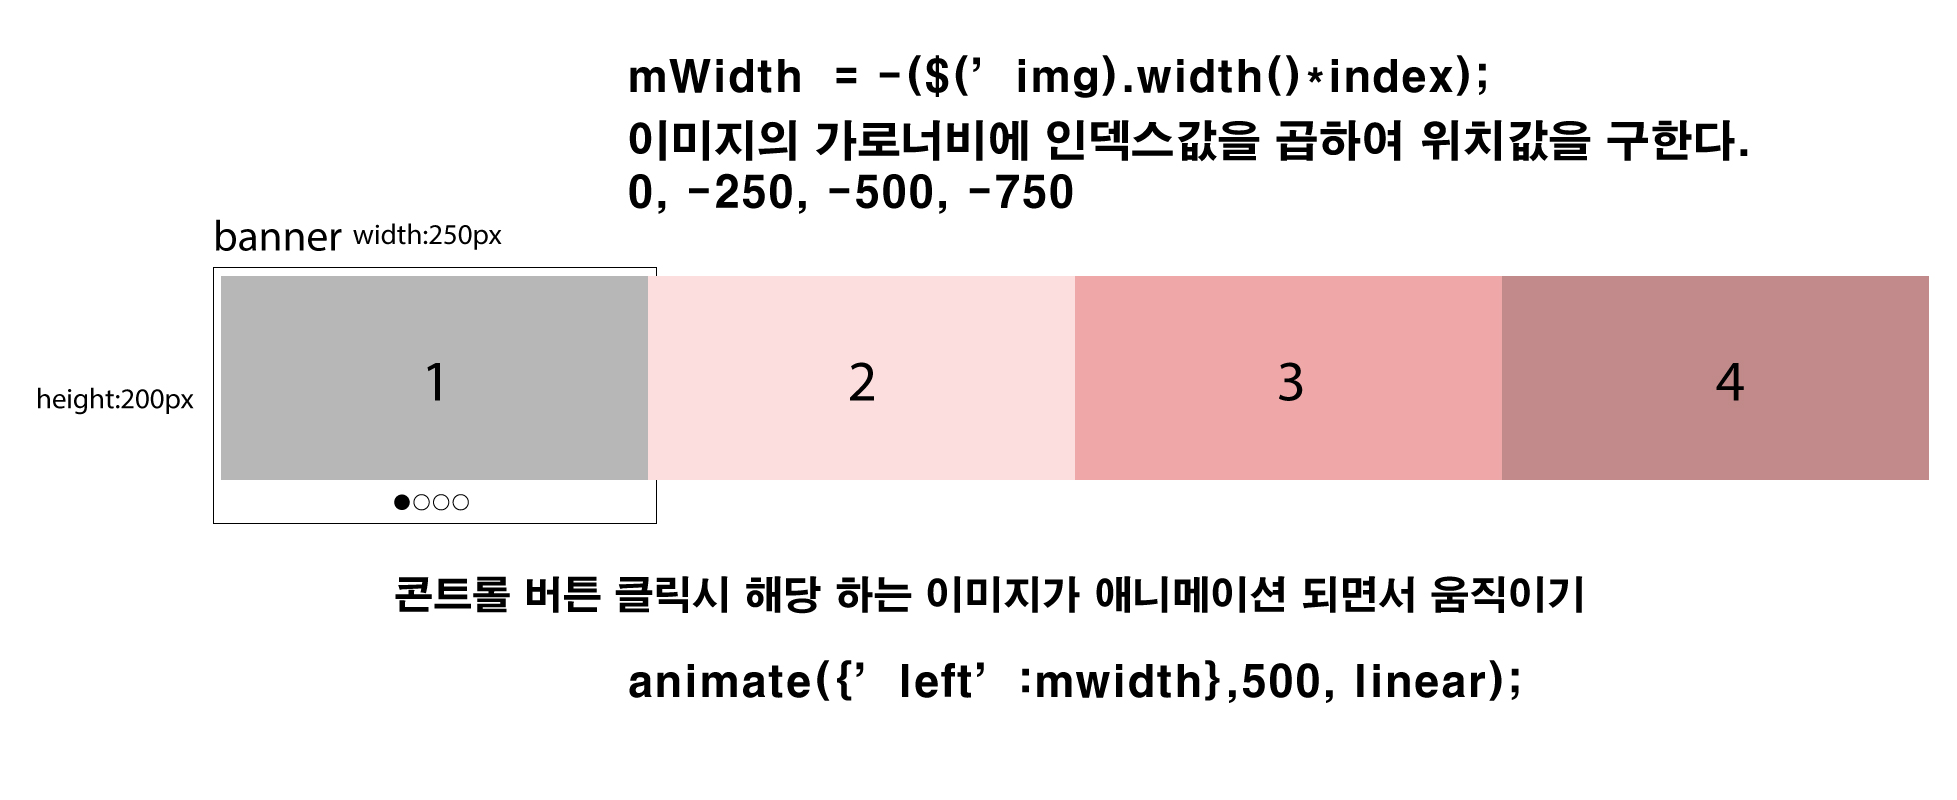 mWidth = -($(’ img).width()*index);
이미지의 가로너비에 인덱스값을 곱하여 위치값을 구한다.
0, -250, -500, -750
banner width:250px
height:200px
1 2 3 4
콘트롤 버튼 클릭시 해당 하는 이미지가 애니메이션 되면서 움직이기
animate({’ left’ :mwidth},500, linear);